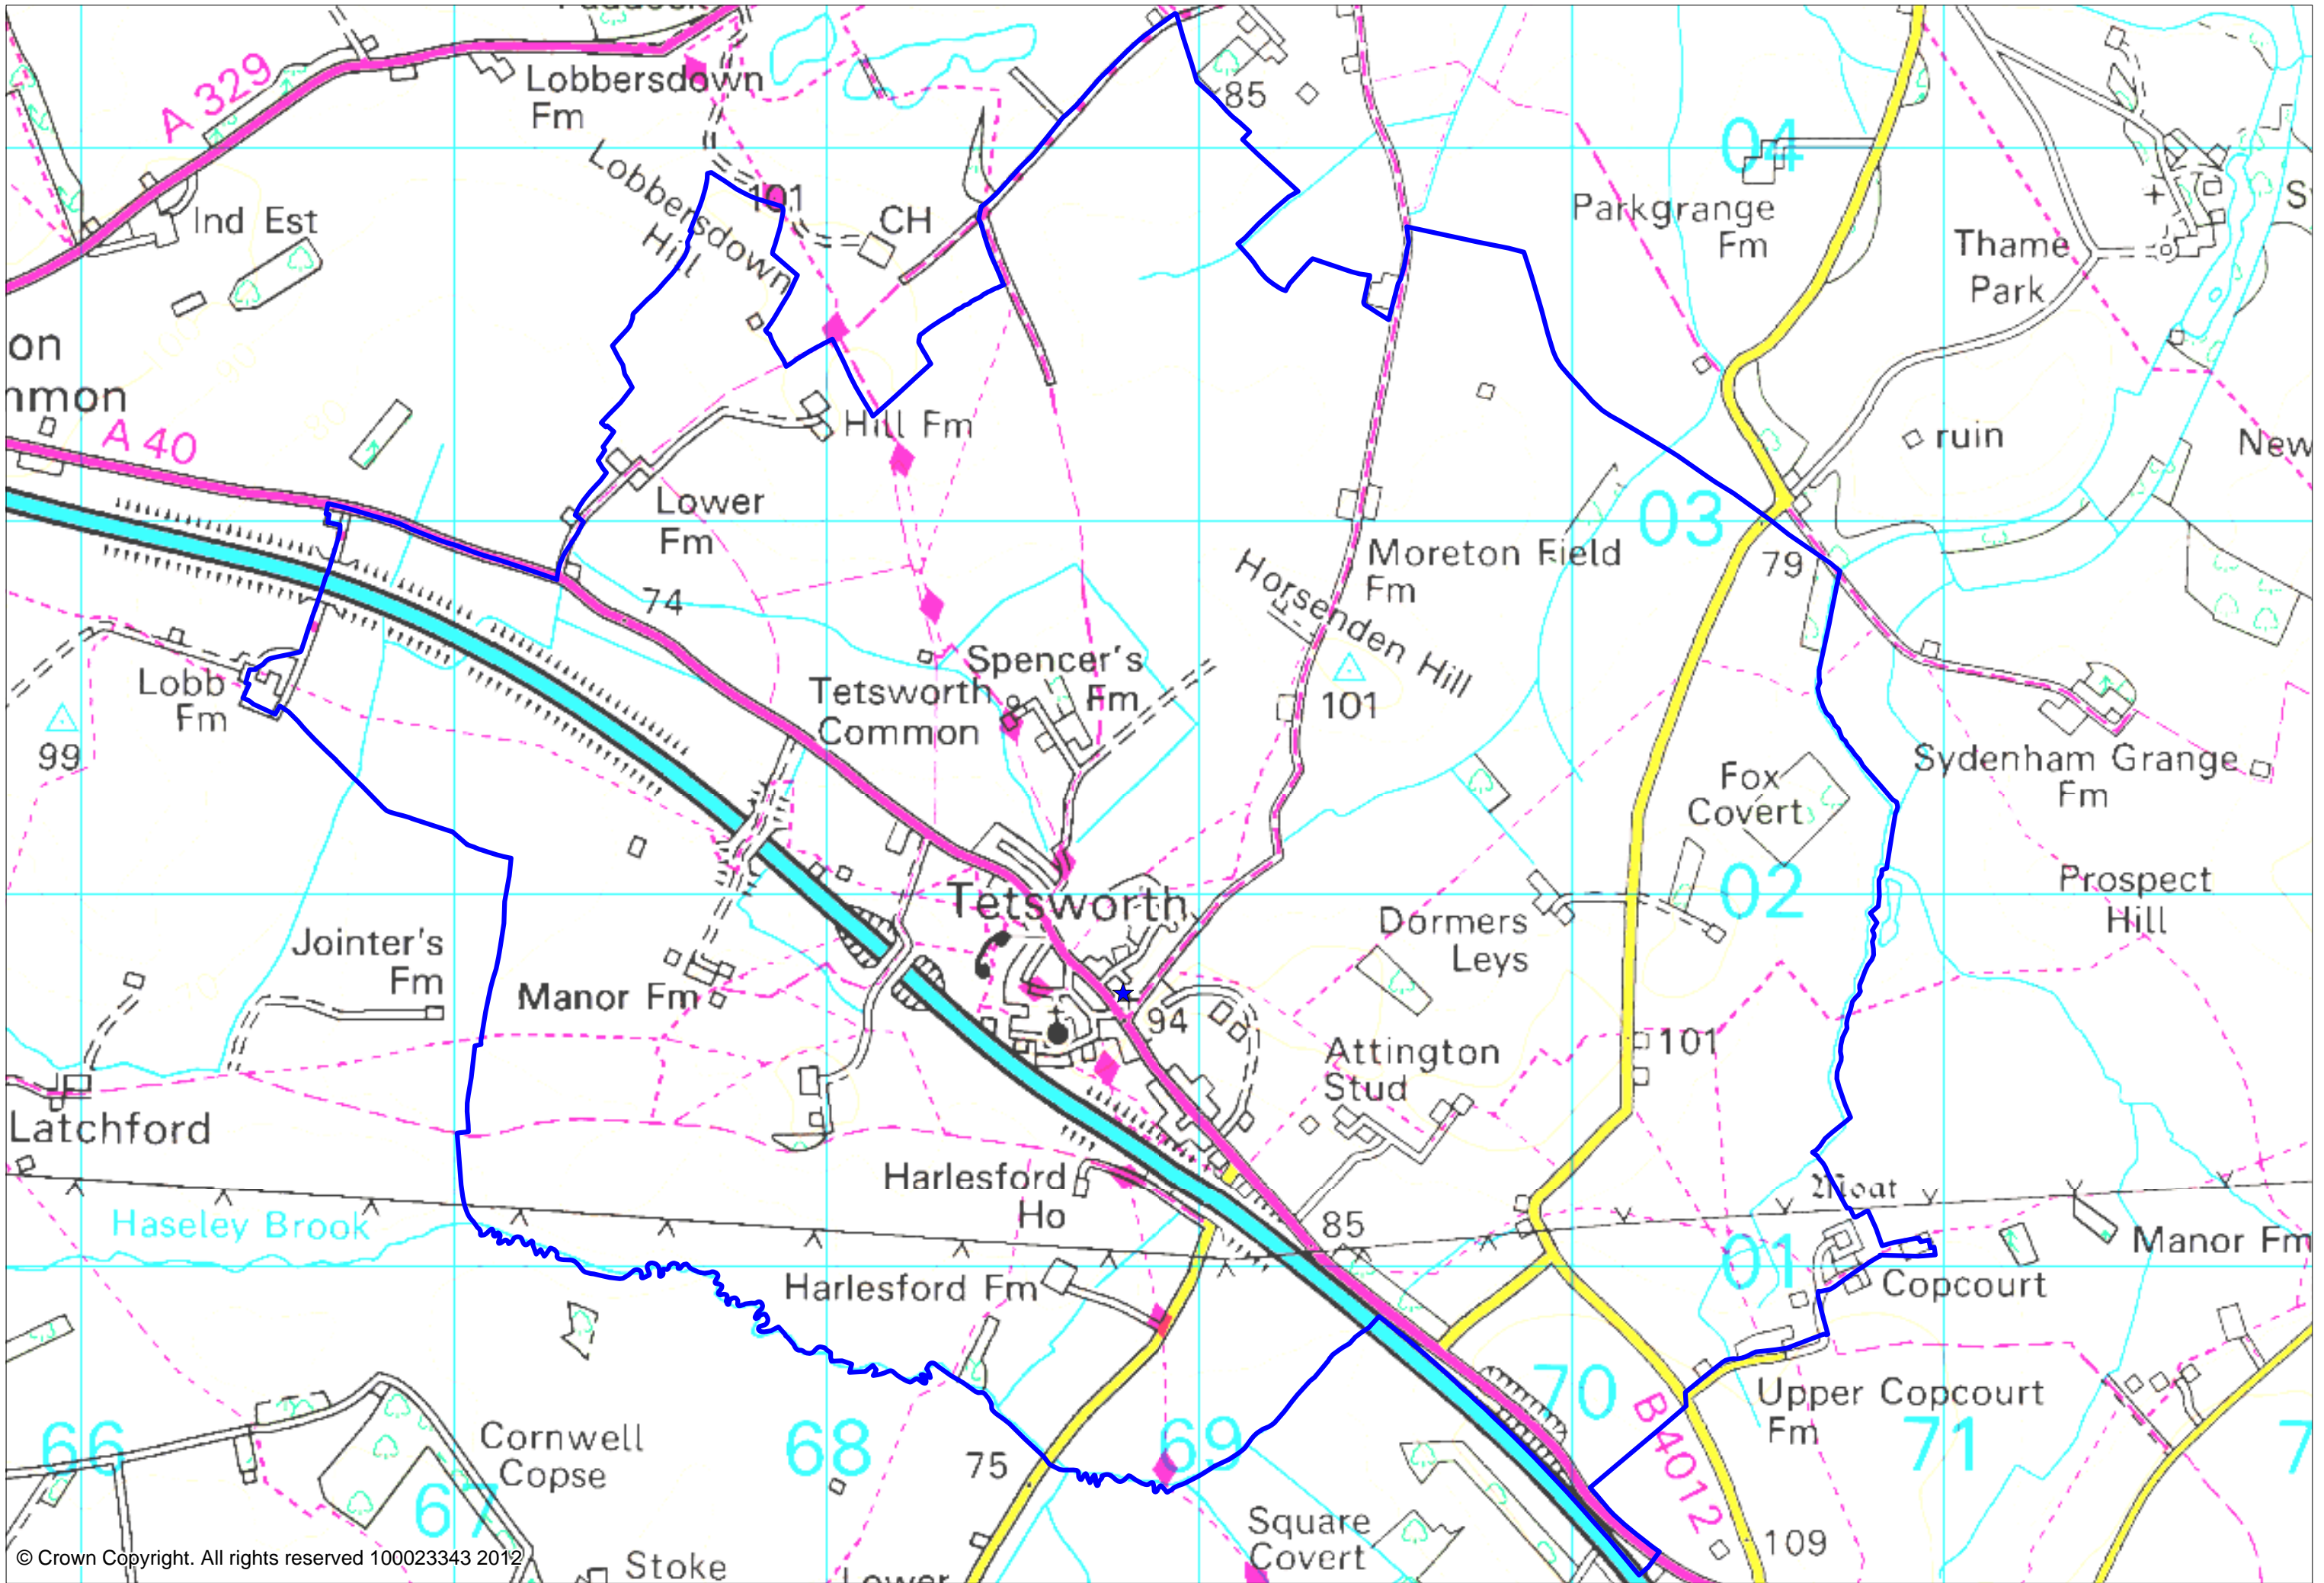 A 329
Lobbersdown
Fm
85
04
Lobbersdown
Hill
101
CH
Ind Est
Parkgrange
Fm
Thame
Park
on
mmon
A 40
Hill Fm
ruin
New
Lower
Fm
03
Moreton Field
Fm
79
74
Horsenden Hill
101
Spencer's
Fm
Tetsworth
Common
Lobb
Fm
99
Fox
Covert
Sydenham Grange
Fm
02
Prospect
Hill
Tetsworth
Dormers
Leys
Jointer's
Fm
Manor Fm
94
101
Attington
Stud
Latchford
Harlesford
Ho
Moat
85
Haseley Brook
Manor Fm
01
Copcourt
Harlesford Fm
70
B 4012
Upper Copcourt
Fm
71
7
66
Cornwell
Copse
68
69
75
67
Square
Covert
109
© Crown Copyright. All rights reserved 100023343 2012
Stoke
Lower